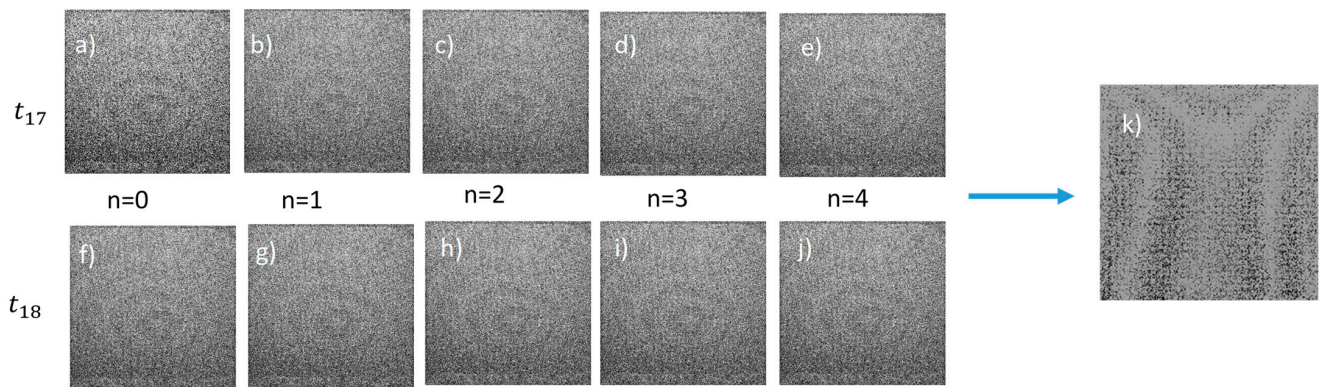 a) b) c) d) e)
t₁₇
k)
n=0 n=1 n=2 n=3 n=4
f) g) h) i) j)
t₁₈